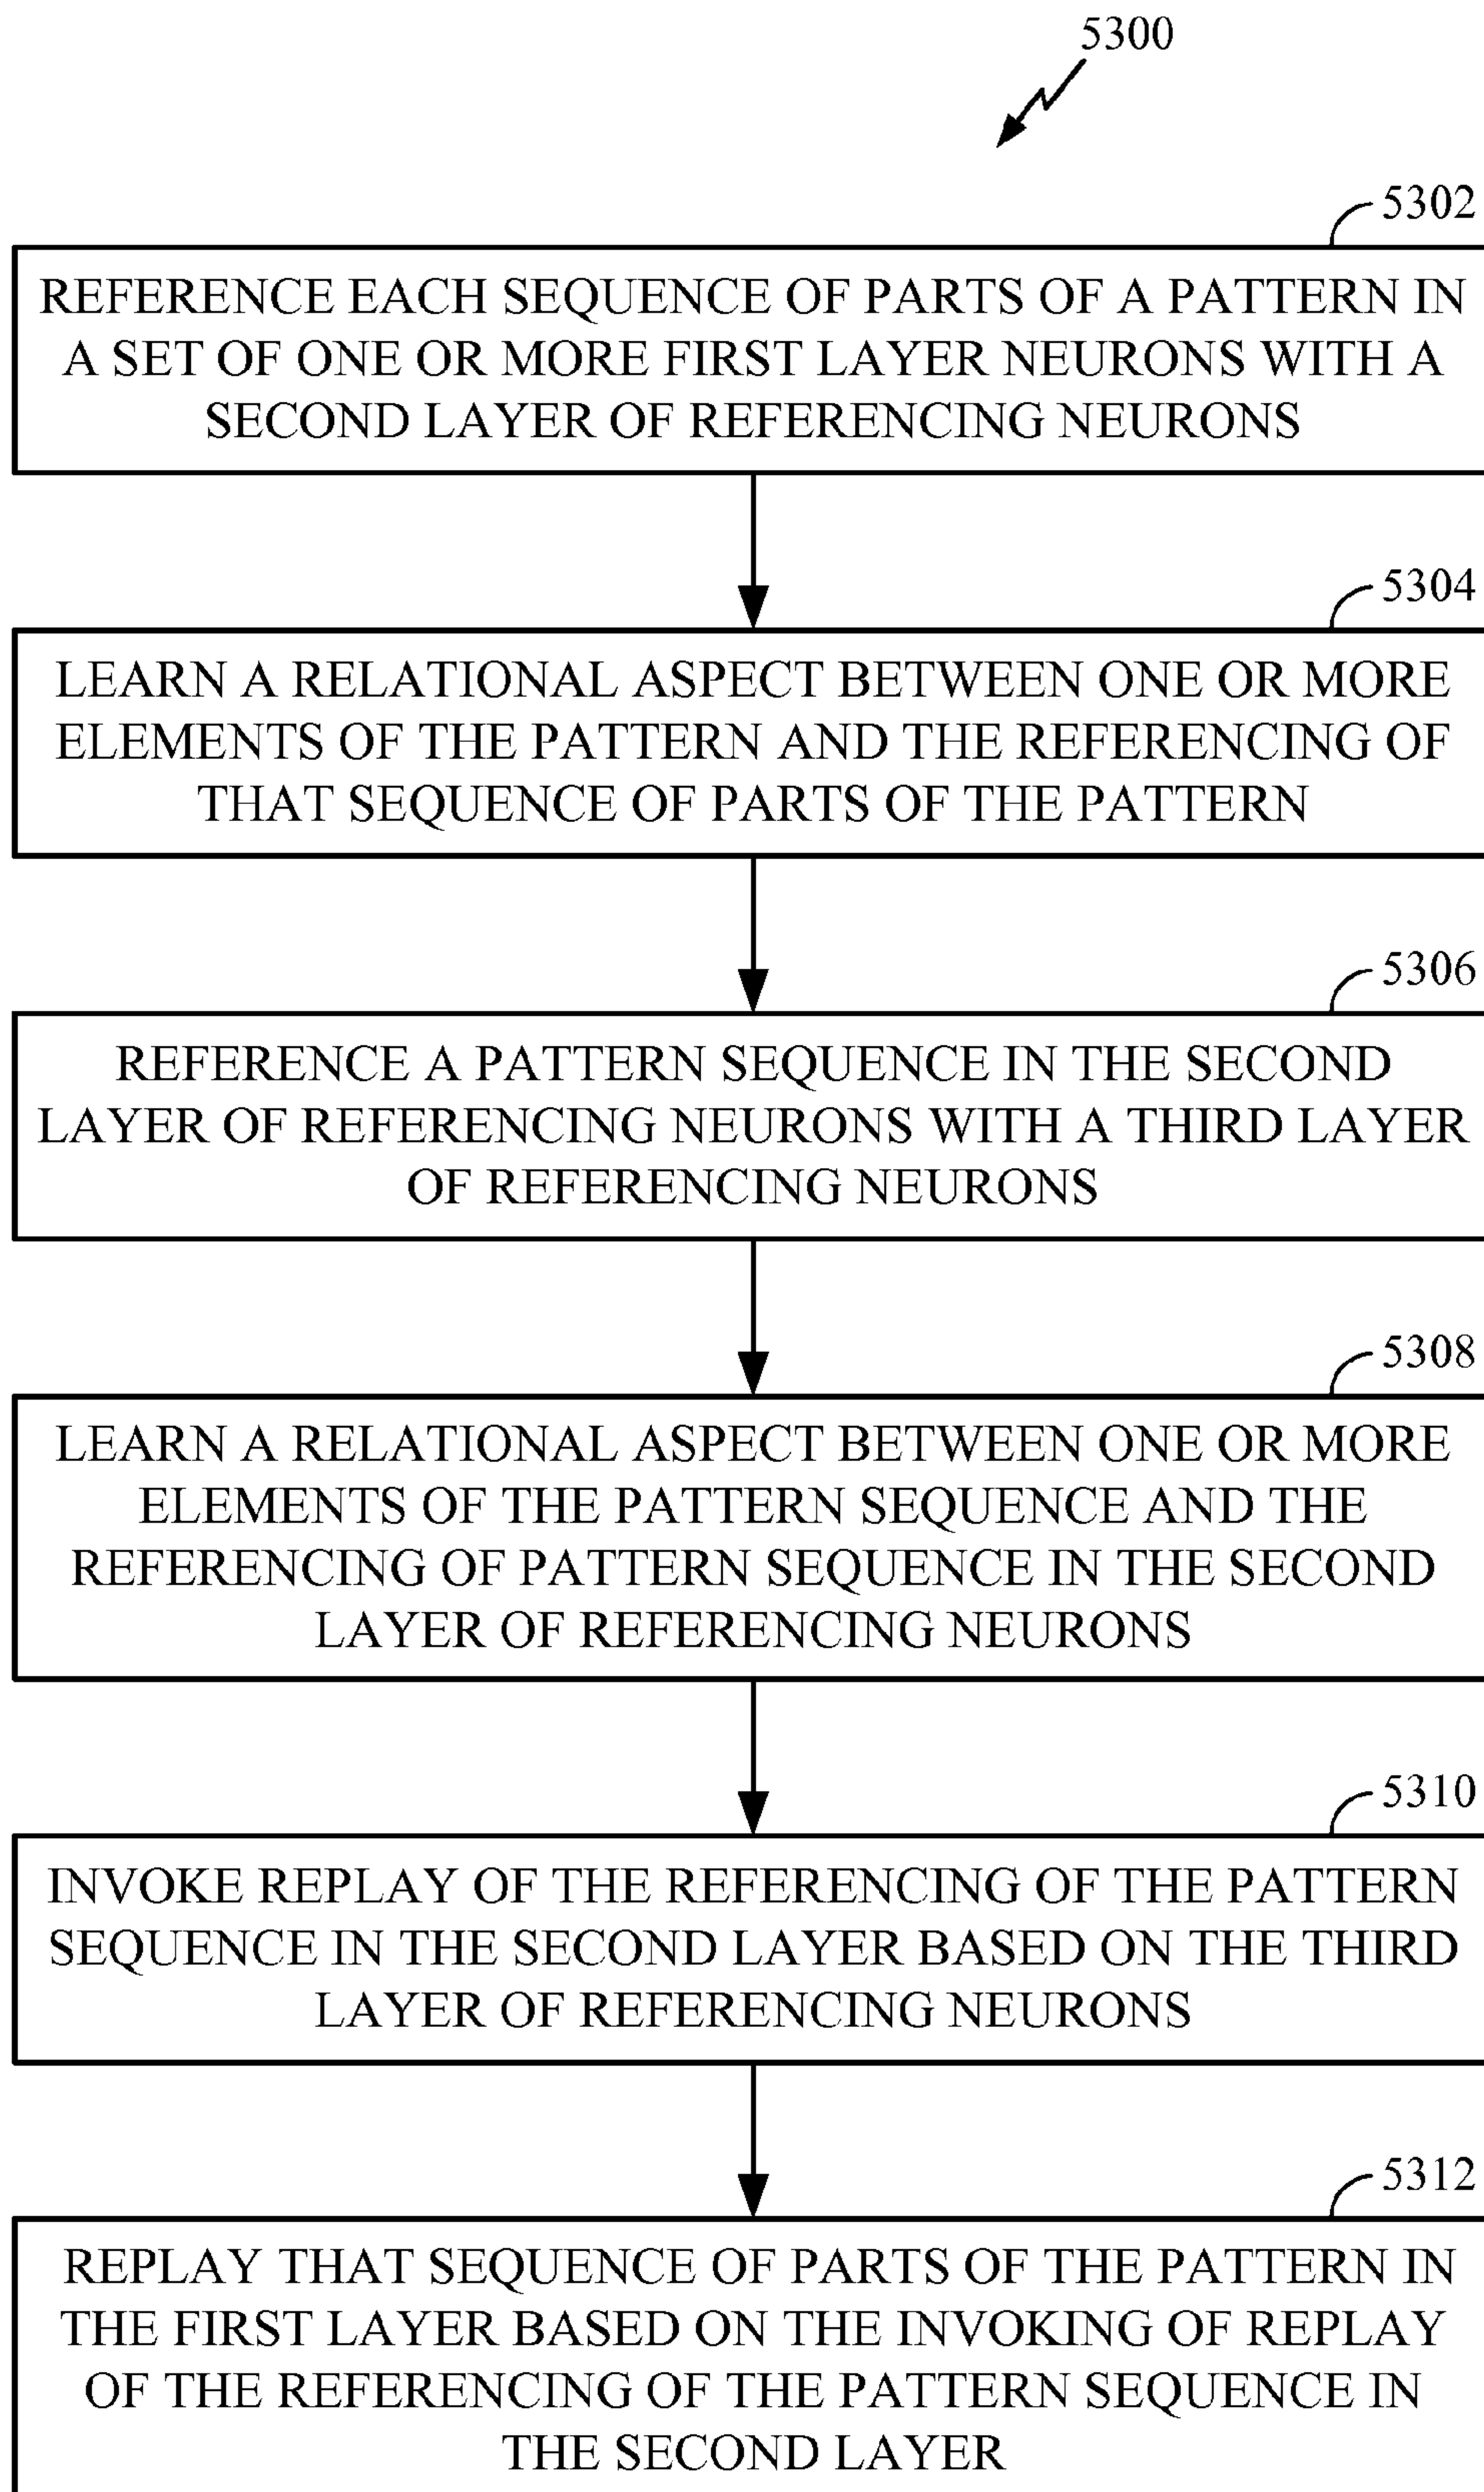 5300
5302
REFERENCE EACH SEQUENCE OF PARTS OF A PATTERN IN
A SET OF ONE OR MORE FIRST LAYER NEURONS WITH A
SECOND LAYER OF REFERENCING NEURONS
5304
LEARN A RELATIONAL ASPECT BETWEEN ONE OR MORE
ELEMENTS OF THE PATTERN AND THE REFERENCING OF
THAT SEQUENCE OF PARTS OF THE PATTERN
5306
REFERENCE A PATTERN SEQUENCE IN THE SECOND
LAYER OF REFERENCING NEURONS WITH A THIRD LAYER
OF REFERENCING NEURONS
5308
LEARN A RELATIONAL ASPECT BETWEEN ONE OR MORE
ELEMENTS OF THE PATTERN SEQUENCE AND THE
REFERENCING OF PATTERN SEQUENCE IN THE SECOND
LAYER OF REFERENCING NEURONS
5310
INVOKE REPLAY OF THE REFERENCING OF THE PATTERN
SEQUENCE IN THE SECOND LAYER BASED ON THE THIRD
LAYER OF REFERENCING NEURONS
5312
REPLAY THAT SEQUENCE OF PARTS OF THE PATTERN IN
THE FIRST LAYER BASED ON THE INVOKING OF REPLAY
OF THE REFERENCING OF THE PATTERN SEQUENCE IN
THE SECOND LAYER